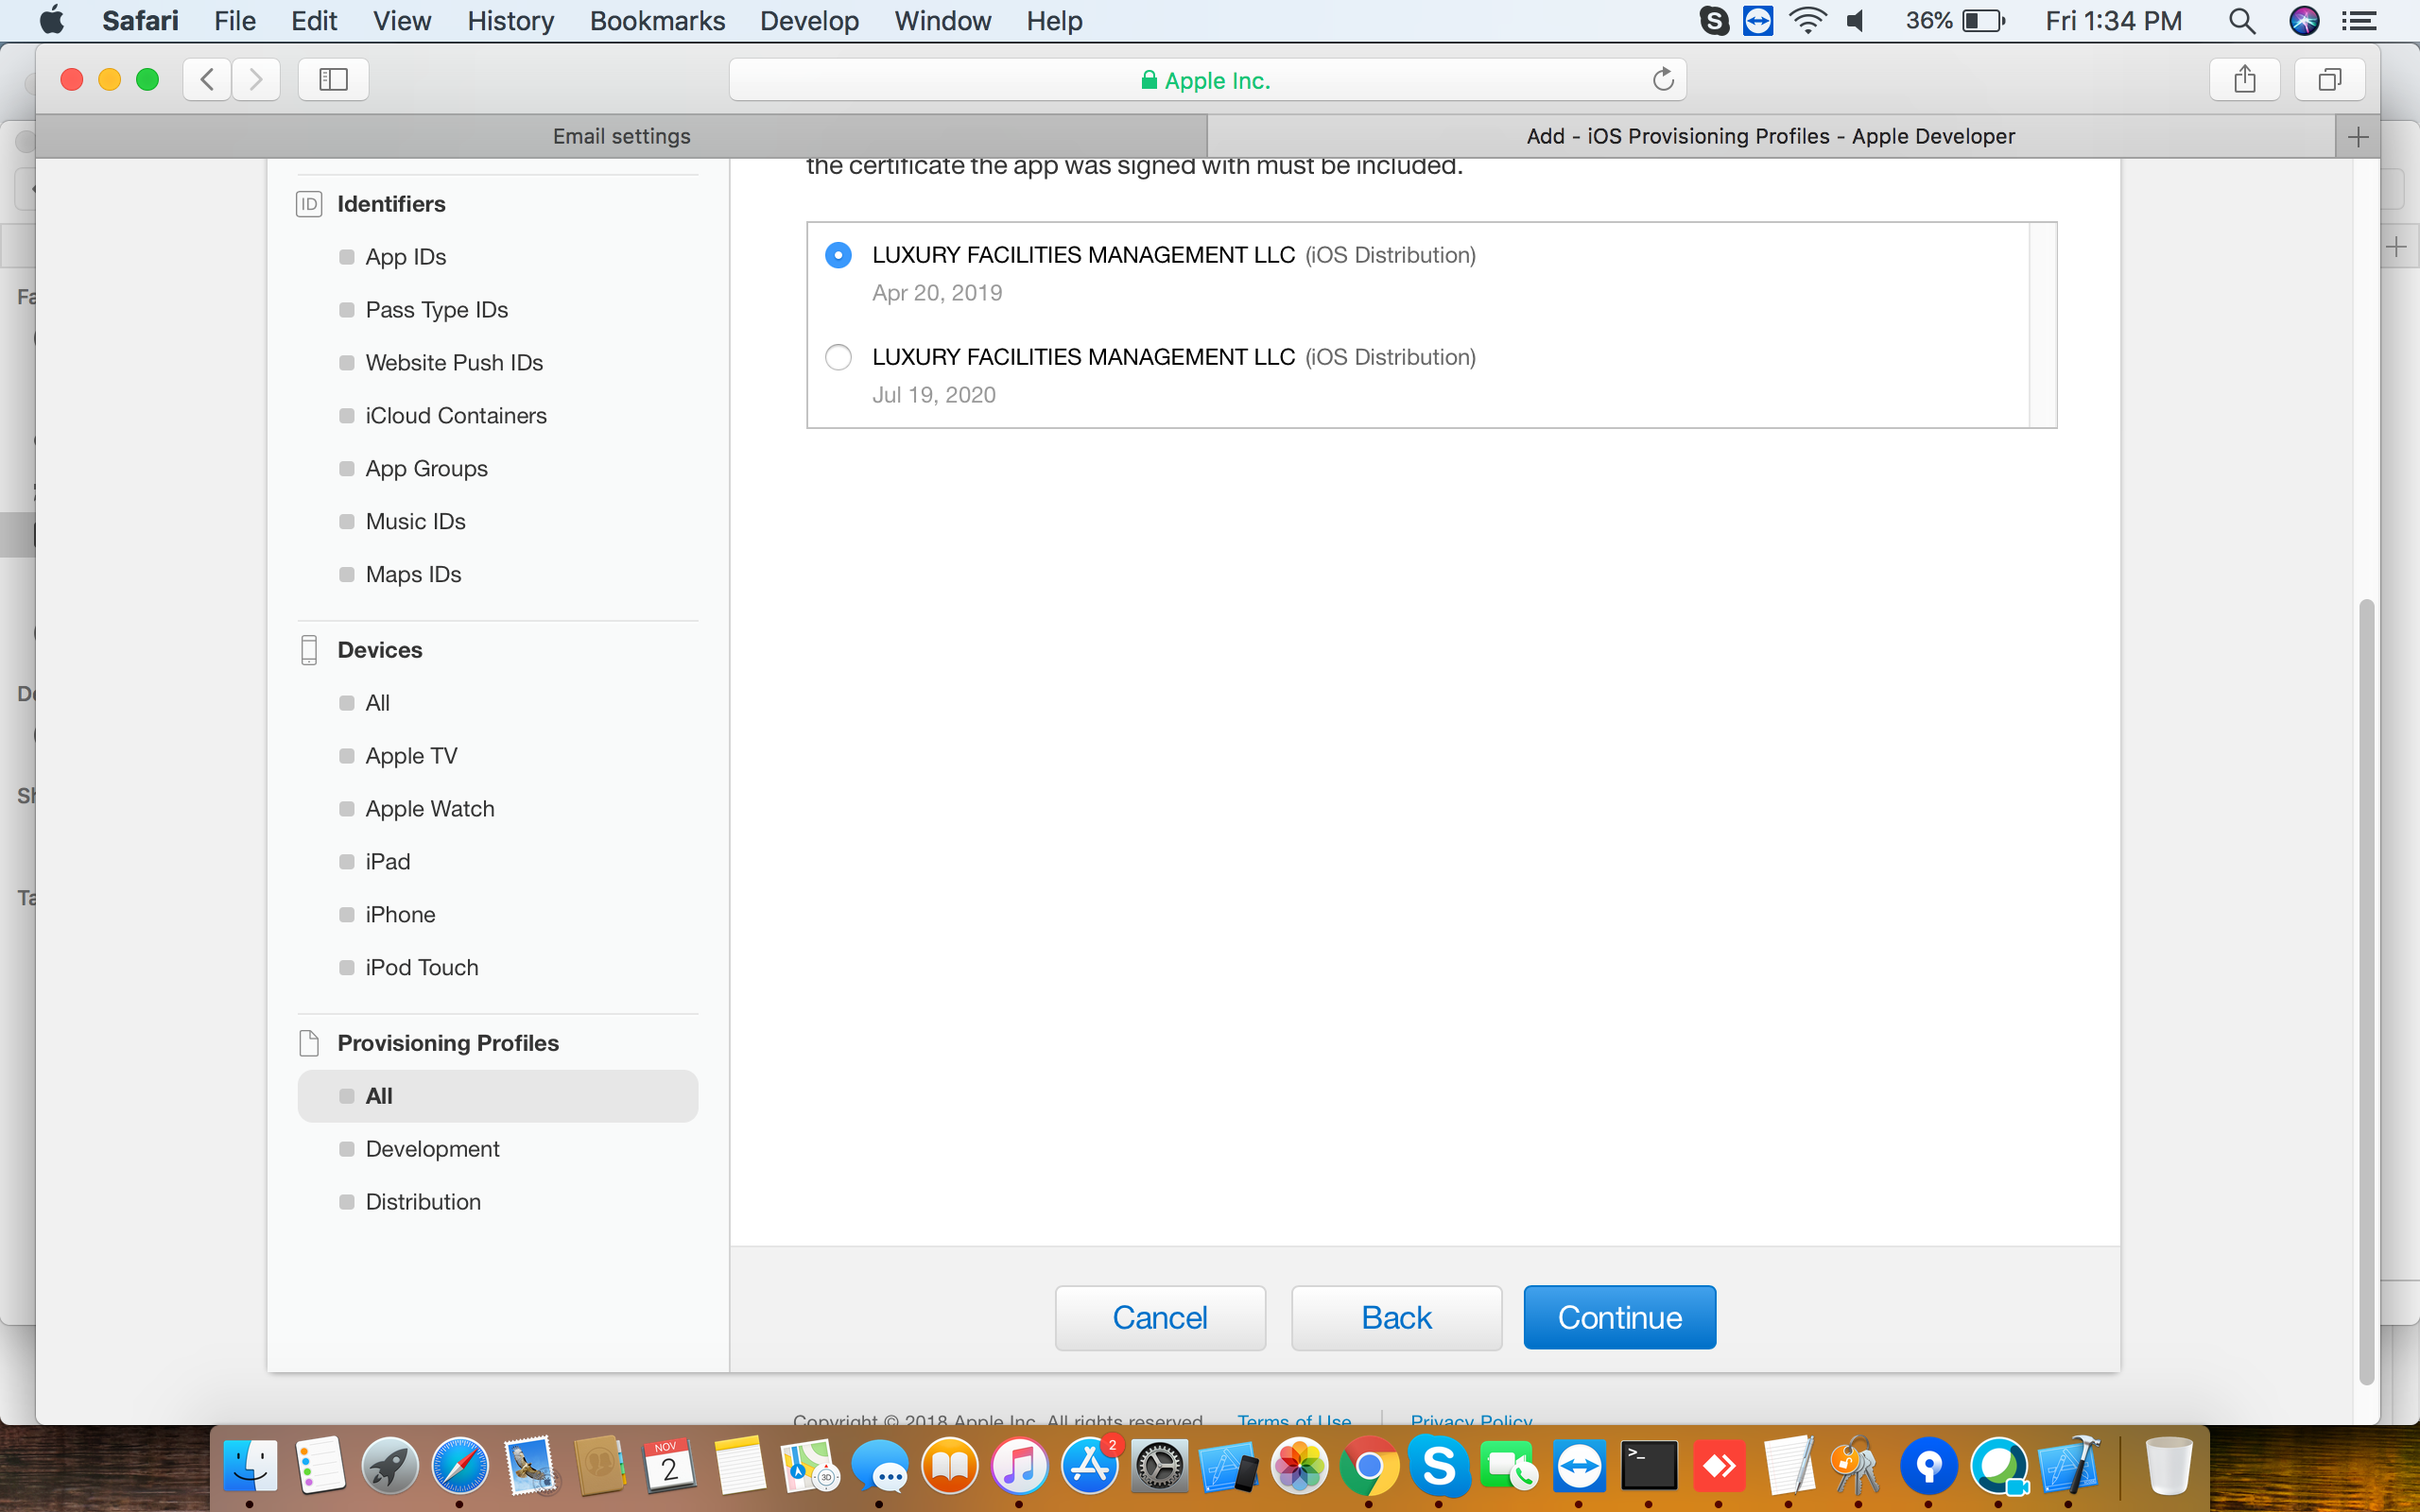 Safari File Edit View History Bookmarks Develop Window Help 36% Fri 1:34 PM
Apple Inc.
Email settings
Add - iOS Provisioning Profiles - Apple Developer
the certificate the app was signed with must be included.
ID Identifiers
App IDs
Pass Type IDs
Website Push IDs
iCloud Containers
App Groups
Music IDs
Maps IDs
Devices
All
Apple TV
Apple Watch
iPad
iPhone
iPod Touch
Provisioning Profiles
All
Development
Distribution
LUXURY FACILITIES MANAGEMENT LLC (iOS Distribution)
Apr 20, 2019
LUXURY FACILITIES MANAGEMENT LLC (iOS Distribution)
Jul 19, 2020
Cancel
Back
Continue
Copyright © 2018 Apple Inc. All rights reserved.
Terms of Use
Privacy Policy
NOV
2
3D
2